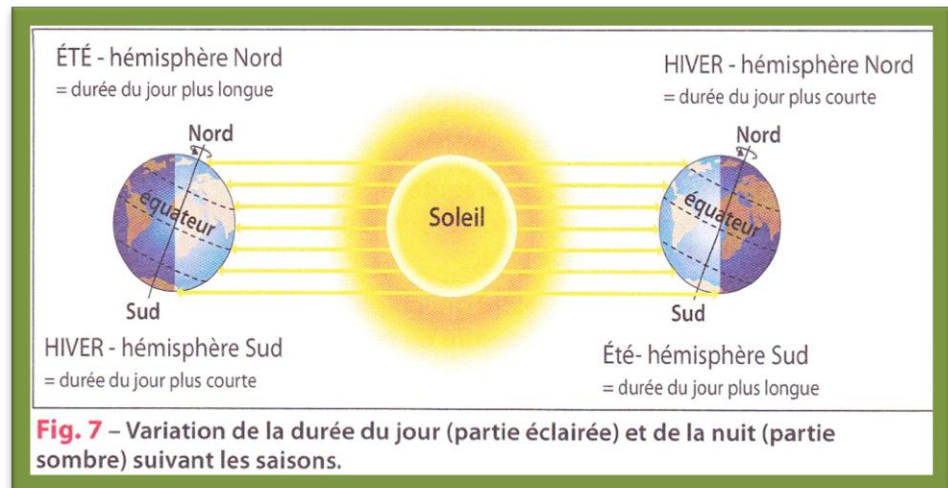 ÉTÉ - hémisphère Nord
= durée du jour plus longue
Nord
équateur
Sud
HIVER - hémisphère Sud
= durée du jour plus courte
Soleil
HIVER - hémisphère Nord
= durée du jour plus courte
Nord
équateur
Sud
Été- hémisphère Sud
= durée du jour plus longue
Fig. 7 – Variation de la durée du jour (partie éclairée) et de la nuit (partie
sombre) suivant les saisons.